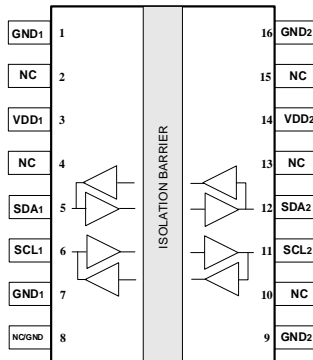 GND1 1 16 GND2
NC 2 15 NC
VDD1 3 14 VDD2
NC 4 13 NC
SDA1 5 12 SDA2
SCL1 6 11 SCL2
GND1 7 10 NC
NC/GND 8 9 GND2
ISOLATION BARRIER